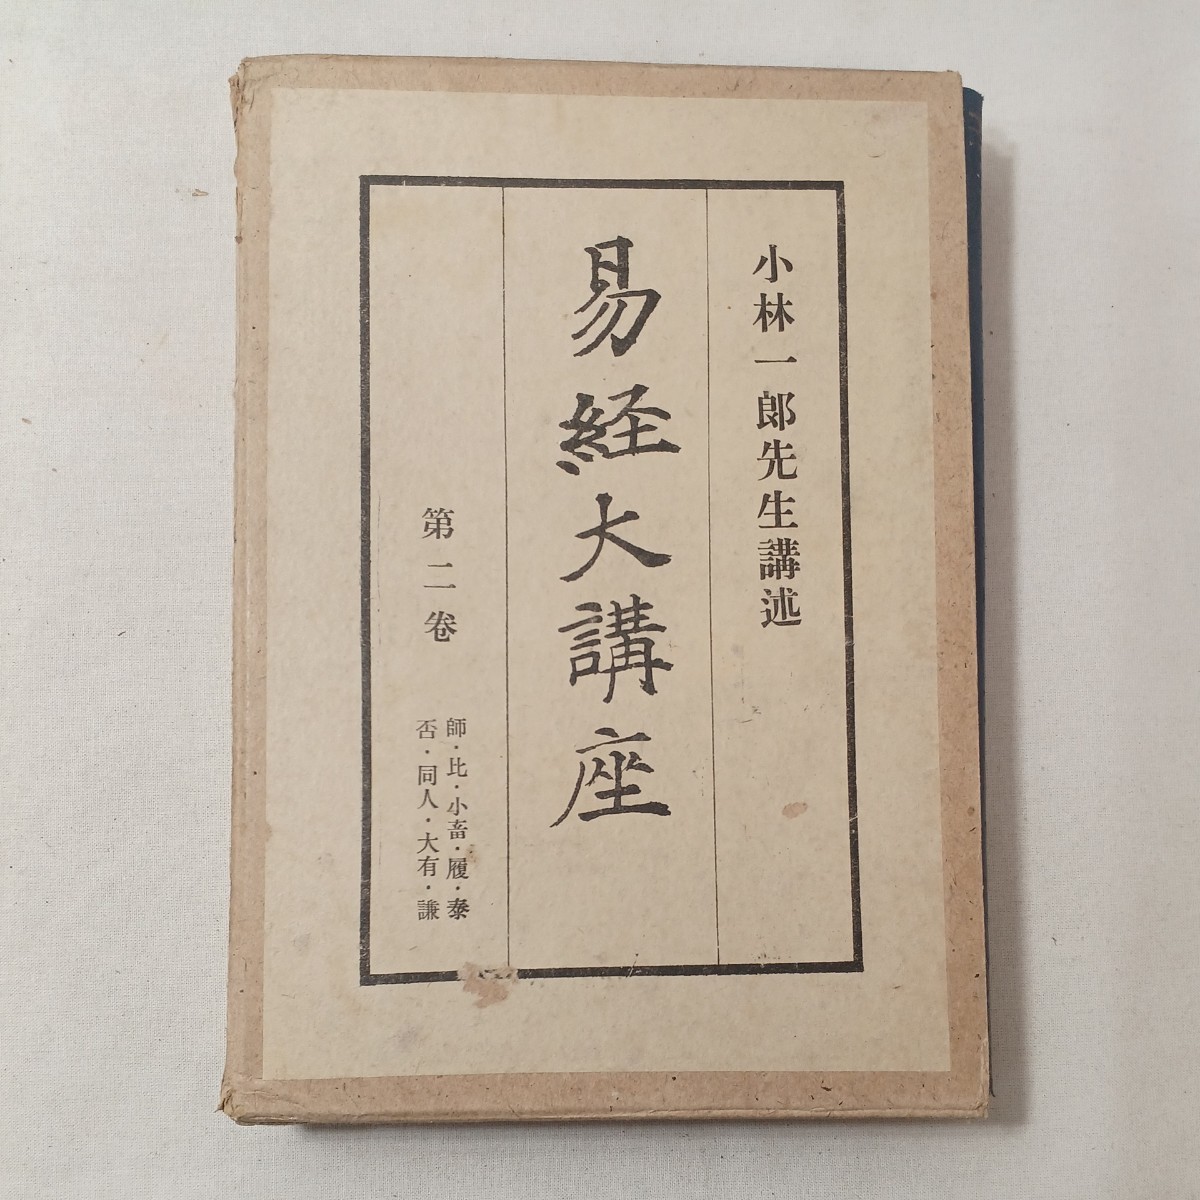 小林一郎先生講述
易経大講座
第二巻
師・比・小畜・履・泰
否・同人・大有・謙